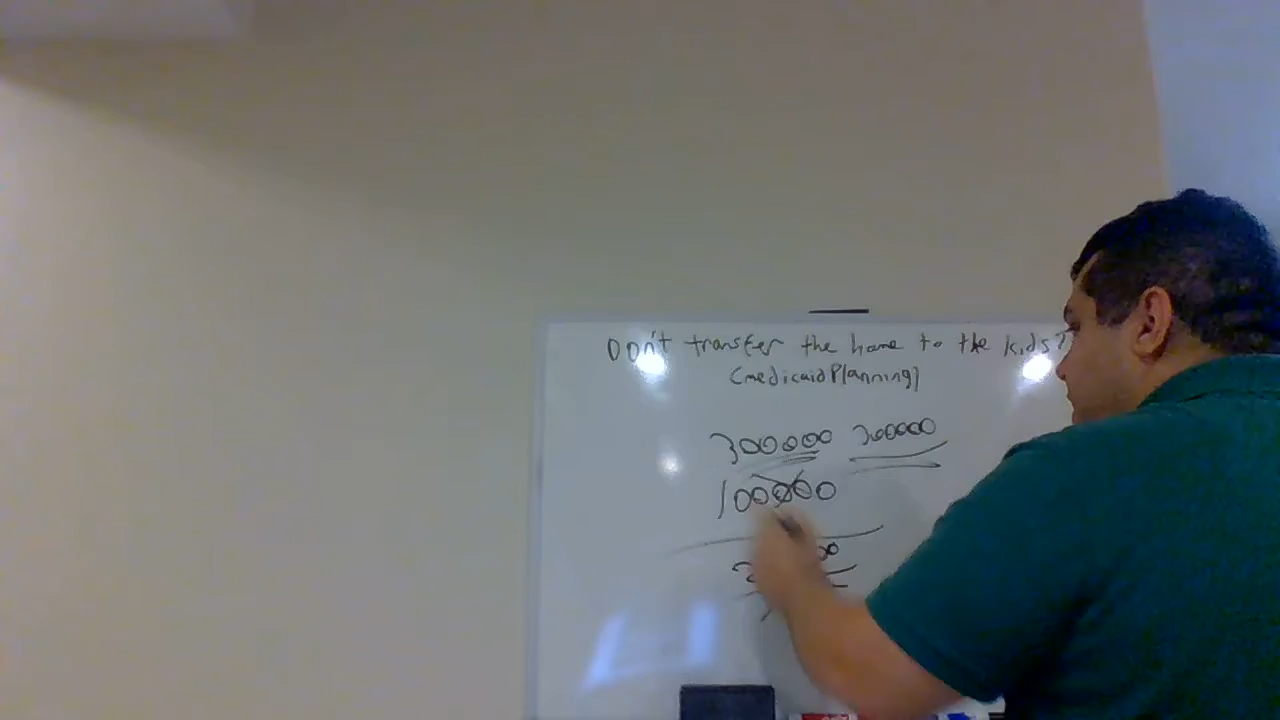 Don't transfer the home to the kids?
(medicaid Planning)
300000 300000
100000